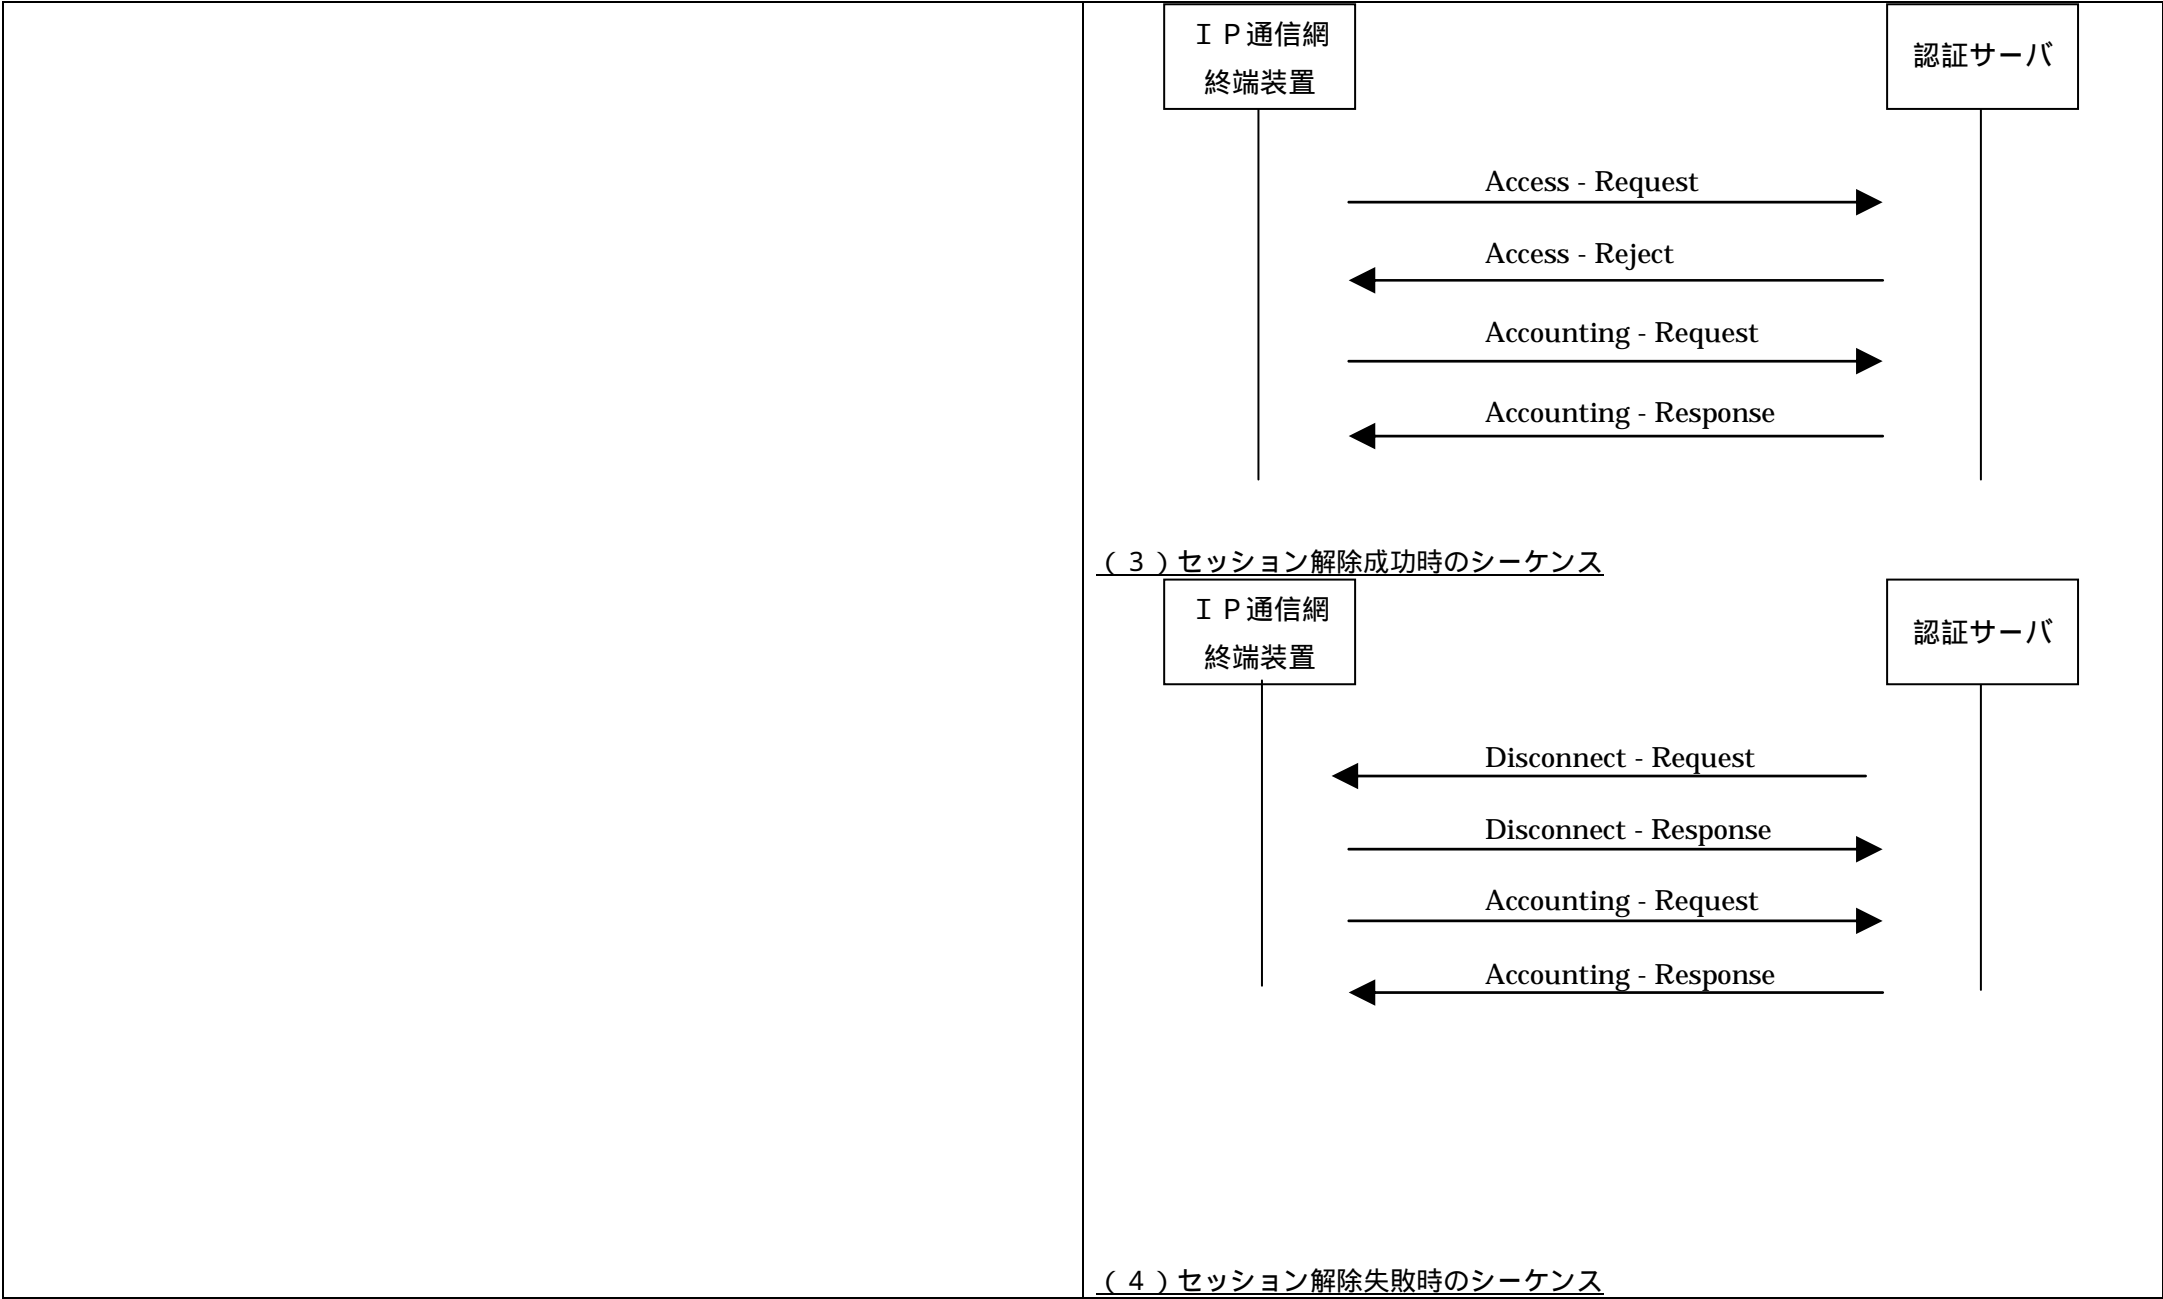 ＩＰ通信網
終端装置
認証サーバ
Access - Request
Access - Reject
Accounting - Request
Accounting - Response
（３）セッション解除成功時のシーケンス
ＩＰ通信網
終端装置
認証サーバ
Disconnect - Request
Disconnect - Response
Accounting - Request
Accounting - Response
（４）セッション解除失敗時のシーケンス